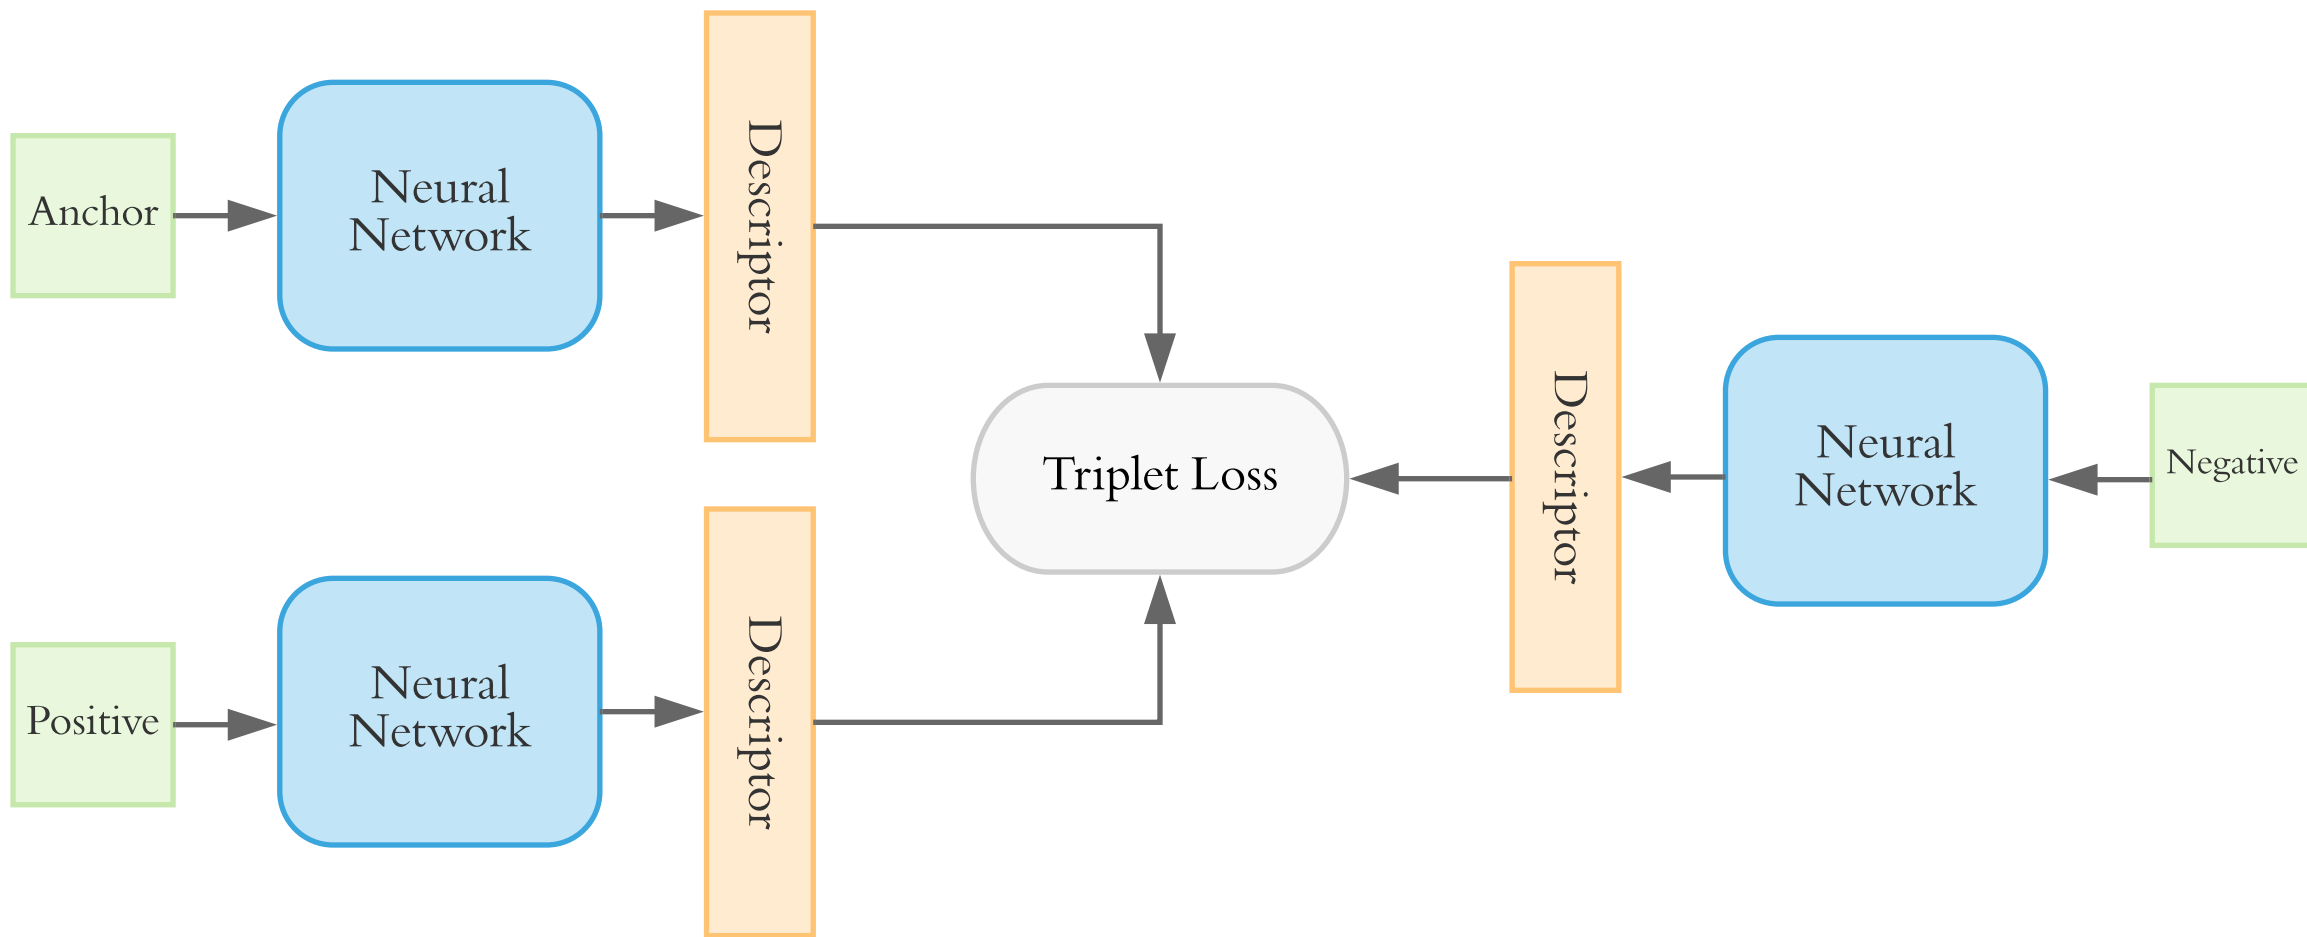 Anchor
Neural
Network
Descriptor
Positive
Neural
Network
Descriptor
Triplet Loss
Descriptor
Neural
Network
Negative